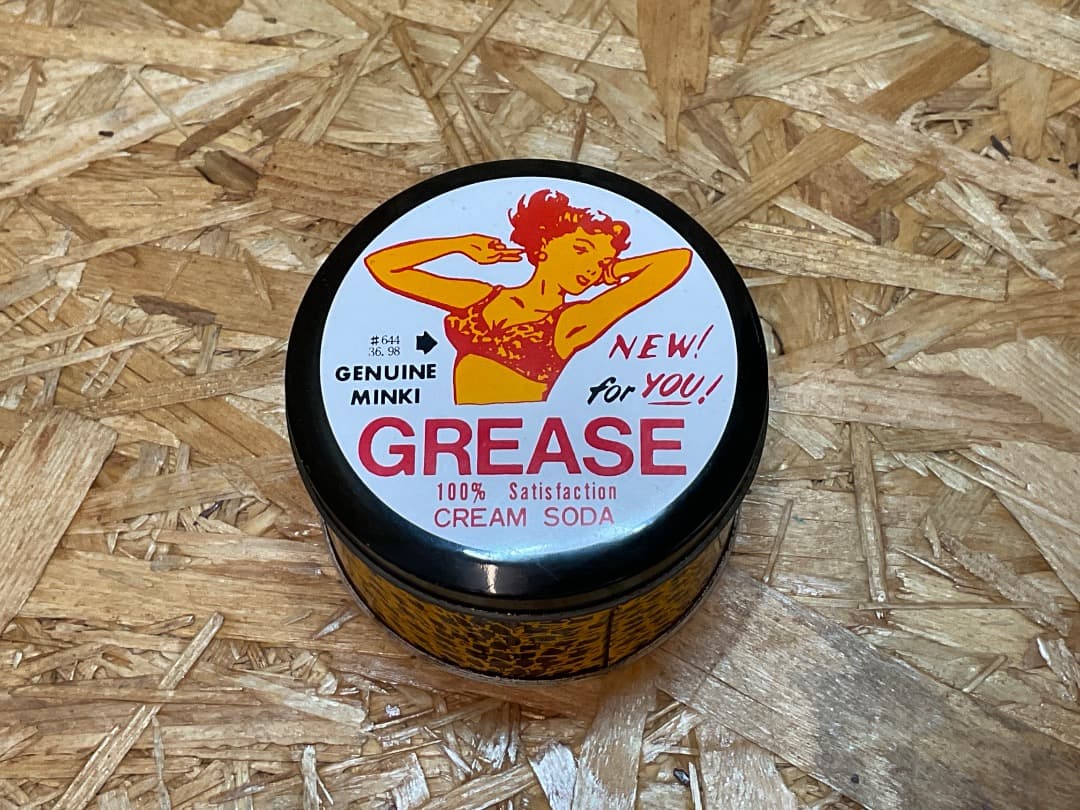 #644
36.98
GENUINE
MINKI
NEW!
for YOU!
GREASE
100% Satisfaction
CREAM SODA